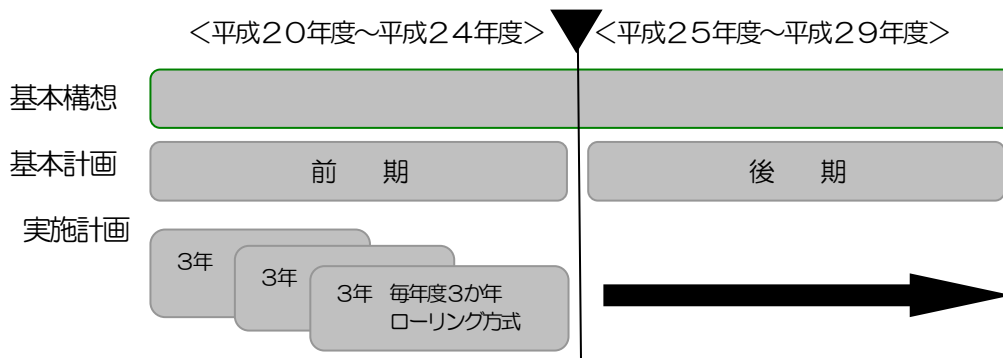 <平成20年度～平成24年度> <平成25年度～平成29年度>
基本構想
基本計画 前　期 後　期
実施計画
3年
3年
3年 毎年度3か年
ローリング方式